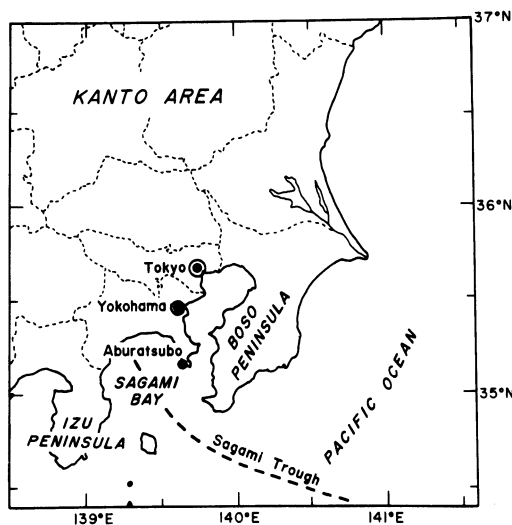 37°N
KANTO AREA
36°N
Tokyo
Yokohama
BOSO
PENINSULA
Aburatsubo
SAGAMI
BAY
35°N
PACIFIC OCEAN
IZU
PENINSULA
Sagami Trough
139°E
140°E
141°E